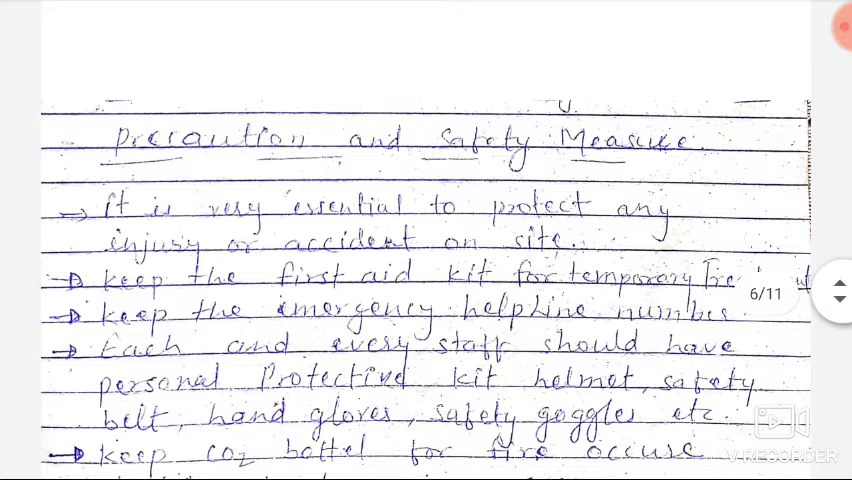 Precaution and Safety Measure.
⇒ it is very essential to protect any
injury or accident on site.
→ keep the first aid kit for temporary
→ keep the emergency helpline number
6/11
→ Each and every staff should have
personal Protective kit helmet, safety
belt, hand gloves, safety goggles etc.
→ keep CO2 bottel for fire occure
V RECORDER